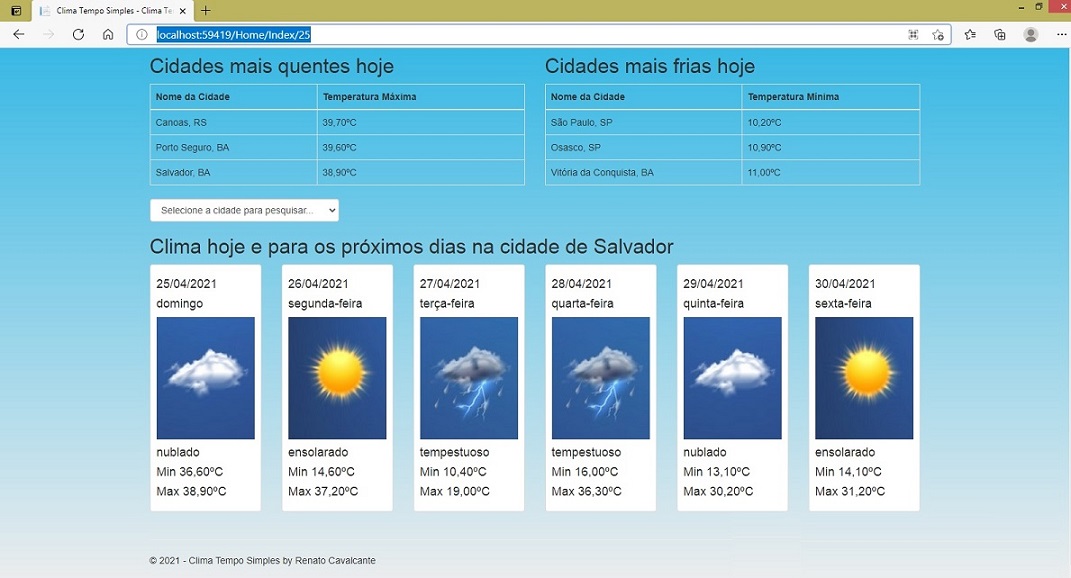 Clima Tempo Simples - Clima Te
localhost:59419/Home/Index/25
Cidades mais quentes hoje
Nome da Cidade Temperatura Máxima
Canoas, RS 39,70ºC
Porto Seguro, BA 39,60ºC
Salvador, BA 38,90ºC
Cidades mais frias hoje
Nome da Cidade Temperatura Mínima
São Paulo, SP 10,20ºC
Osasco, SP 10,90ºC
Vitória da Conquista, BA 11,00ºC
Selecione a cidade para pesquisar...
Clima hoje e para os próximos dias na cidade de Salvador
25/04/2021
domingo
nublado
Min 36,60ºC
Max 38,90ºC
26/04/2021
segunda-feira
ensolarado
Min 14,60ºC
Max 37,20ºC
27/04/2021
terça-feira
tempestuoso
Min 10,40ºC
Max 19,00ºC
28/04/2021
quarta-feira
tempestuoso
Min 16,00ºC
Max 36,30ºC
29/04/2021
quinta-feira
nublado
Min 13,10ºC
Max 30,20ºC
30/04/2021
sexta-feira
ensolarado
Min 14,10ºC
Max 31,20ºC
© 2021 - Clima Tempo Simples by Renato Cavalcante